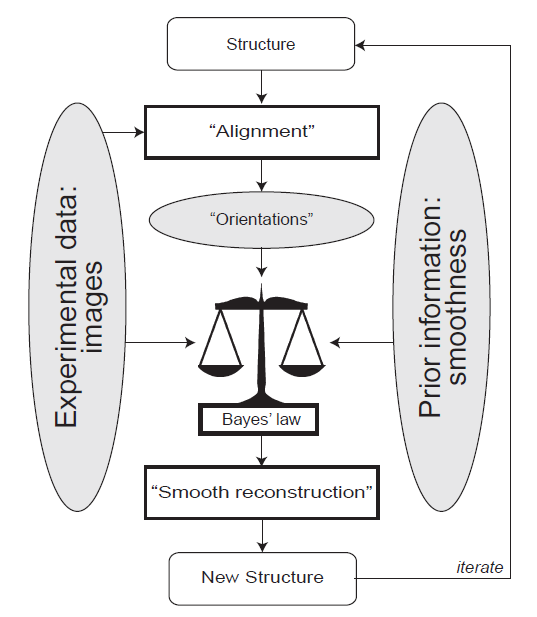 Structure
“Alignment”
“Orientations”
Experimental data:
images
Prior information:
smoothness
Bayes’ law
“Smooth reconstruction”
New Structure
iterate